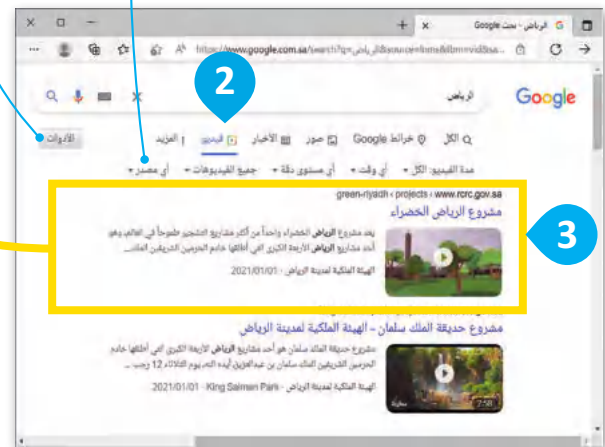 الرياض - بحث Google
https://www.google.com.sa/search?q=الرياض&source=lnms&tbm=vid&sa...
Google
الرياض
2
الكل
خرائط Google
صور
الأخبار
فيديو
المزيد
الأدوات
مدة الفيديو: الكل
أي وقت
أي مستوى دقة
جميع الفيديوهات
أي مصدر
3
green-riyadh › projects › www.rcrc.gov.sa
مشروع الرياض الخضراء
يعد مشروع الرياض الخضراء واحداً من أكثر مشاريع التشجير طموحاً في العالم، وهو
أحد مشاريع الرياض الأربعة الكبرى التي أطلقها خادم الحرمين الشريفين الملك...
الهيئة الملكية لمدينة الرياض · 2021/01/01
مشروع حديقة الملك سلمان - الهيئة الملكية لمدينة الرياض
مشروع حديقة الملك سلمان هو أحد مشاريع الرياض الأربعة الكبرى التي أطلقها خادم
الحرمين الشريفين الملك سلمان بن عبدالعزيز، أيده الله، يوم الثلاثاء 12 رجب ...
الهيئة الملكية لمدينة الرياض · King Salman Park · 2021/01/01
7:58